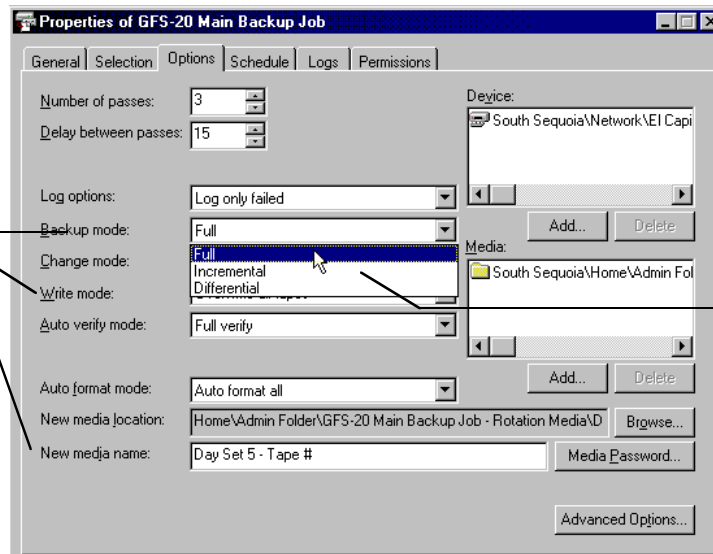 Properties of GFS-20 Main Backup Job
General Selection Options Schedule Logs Permissions
Number of passes: 3
Delay between passes: 15
Device:
South Sequoia\Network\El Capi
Log options: Log only failed
Add... Delete
Backup mode: Full
Media:
Full
Change mode:
Incremental
South Sequoia\Home\Admin Fol
Differential
Write mode:
Auto verify mode: Full verify
Add... Delete
Auto format mode: Auto format all
New media location: Home\Admin Folder\GFS-20 Main Backup Job - Rotation Media\D Browse...
New media name: Day Set 5 - Tape # Media Password...
Advanced Options...